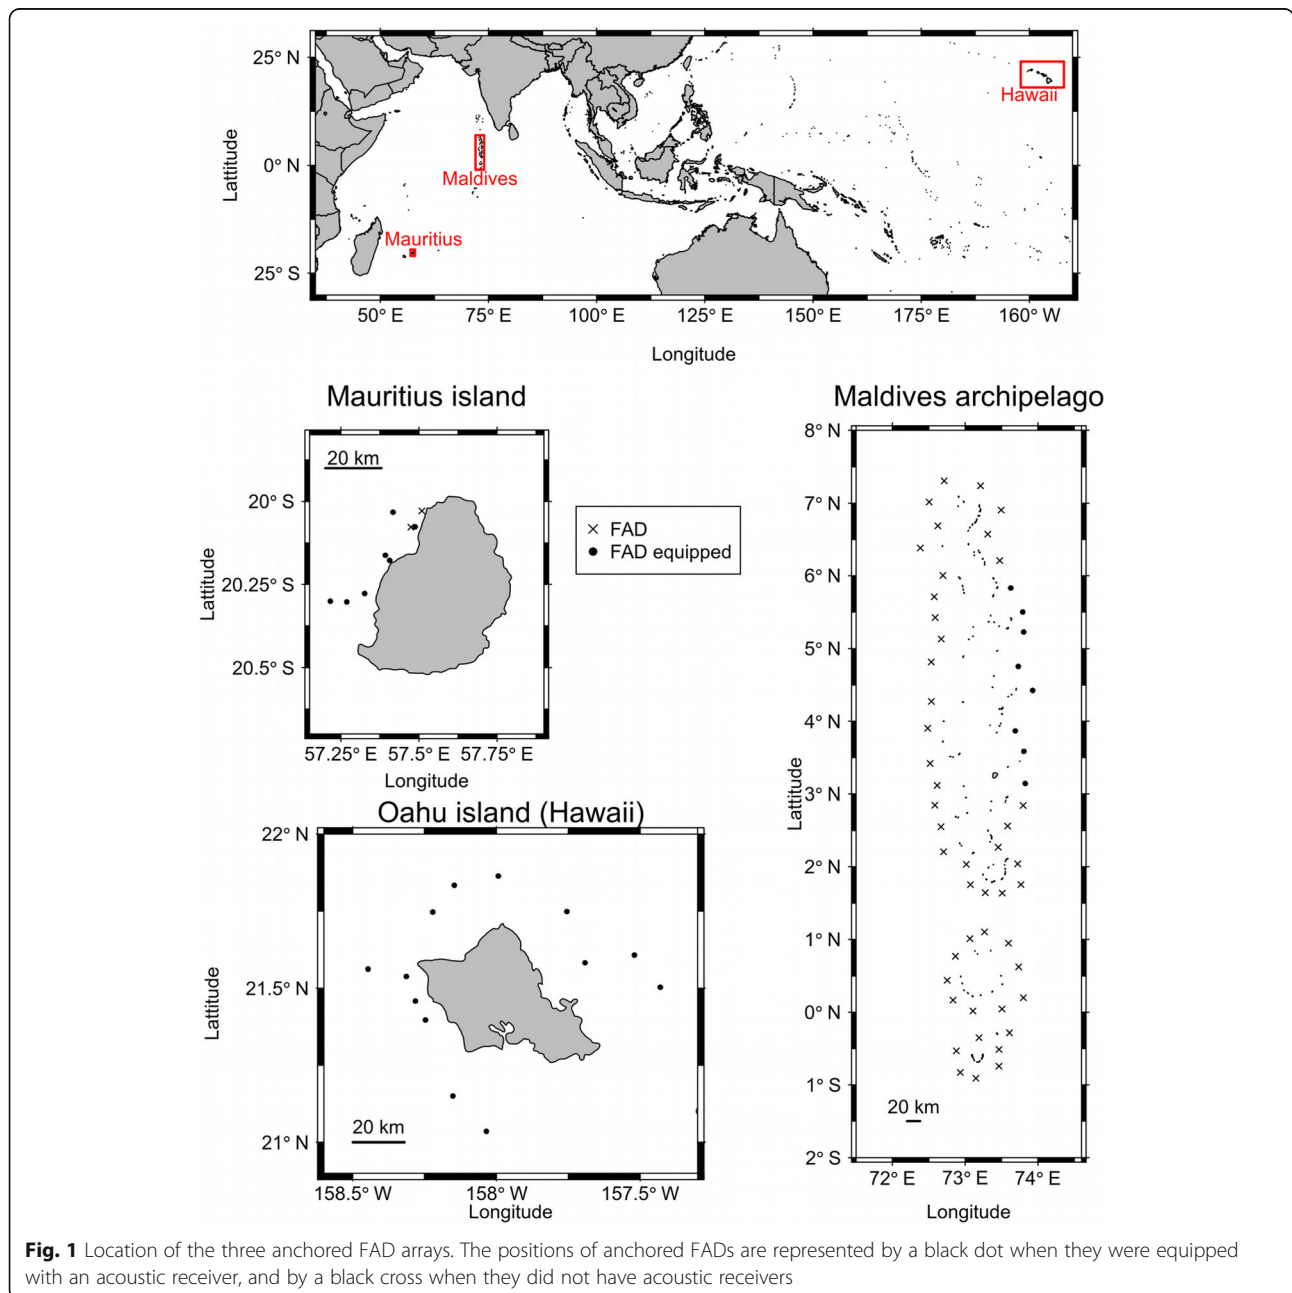 25° N
0° N
25° S
Lattitude
Hawaii
Maldives
Mauritius
50° E 75° E 100° E 125° E 150° E 175° E 160° W
Longitude
Mauritius island
20 km
20° S
20.25° S
20.5° S
Lattitude
57.25° E 57.5° E 57.75° E
Longitude
FAD
FAD equipped
Maldives archipelago
8° N
7° N
6° N
5° N
4° N
3° N
2° N
1° N
0° N
1° S
2° S
Lattitude
20 km
72° E 73° E 74° E
Longitude
Oahu island (Hawaii)
22° N
21.5° N
21° N
Lattitude
20 km
158.5° W 158° W 157.5° W
Longitude
Fig. 1 Location of the three anchored FAD arrays. The positions of anchored FADs are represented by a black dot when they were equipped
with an acoustic receiver, and by a black cross when they did not have acoustic receivers